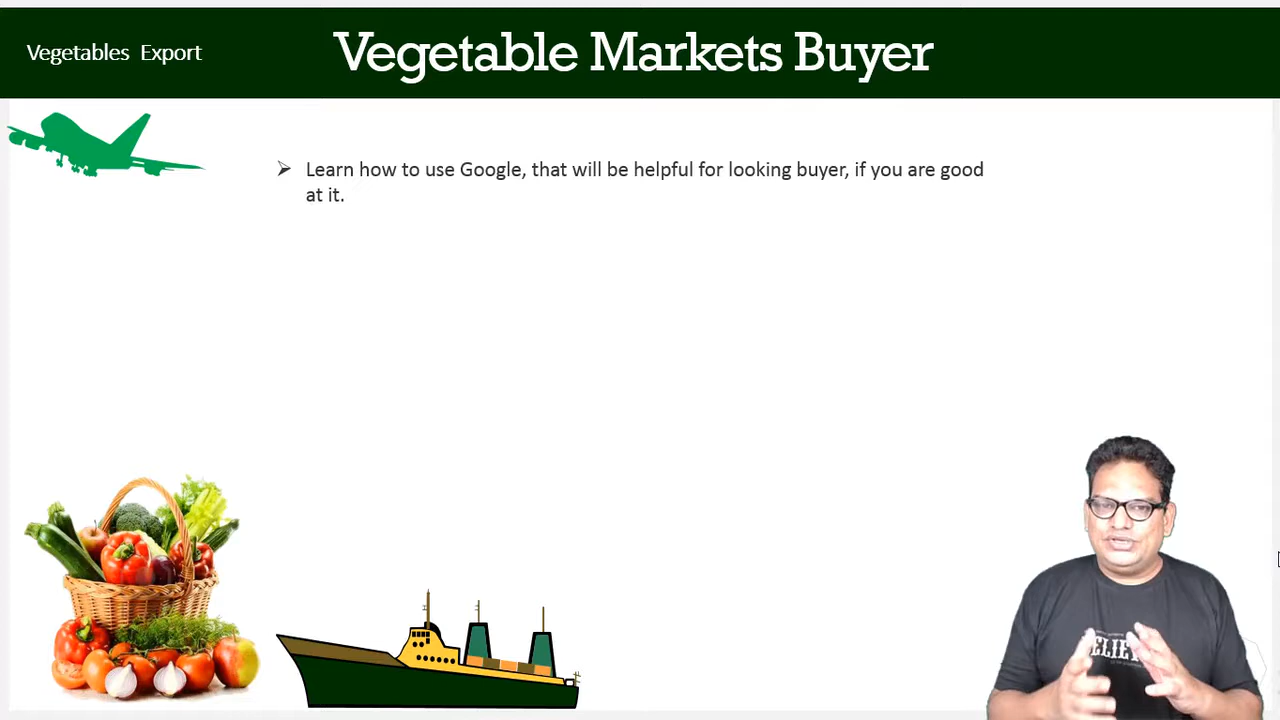 Vegetables Export
Vegetable Markets Buyer
➢ Learn how to use Google, that will be helpful for looking buyer, if you are good
at it.